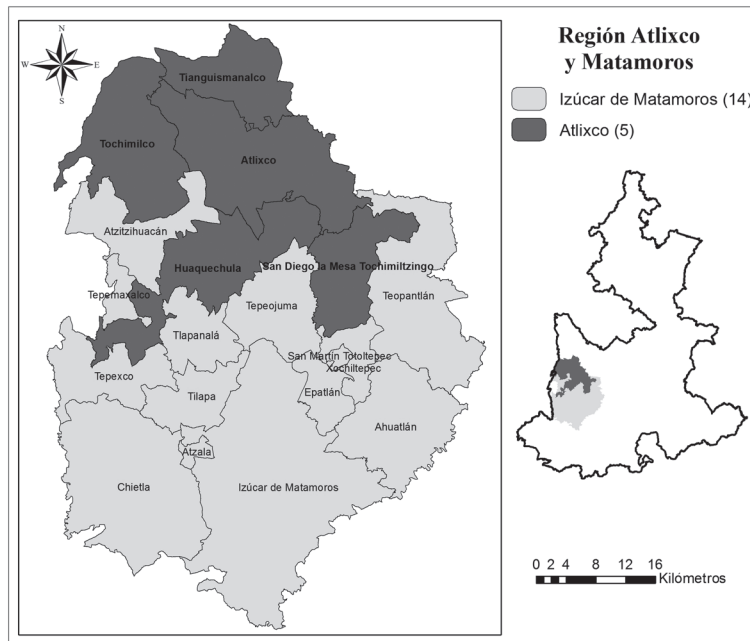 N
W E
S
Tianguismanalco
Tochimilco
Atlixco
Atzitzihuacán
Huaquechula
San Diego la Mesa Tochimiltzingo
Tepemaxalco
Tepeojuma
Teopantlán
Tlapanalá
San Martín Totoltepec
Xochiltepec
Tepexco
Tilapa
Epatlán
Ahuatlán
Atzala
Chietla
Izúcar de Matamoros
Región Atlixco
y Matamoros
Izúcar de Matamoros (14)
Atlixco (5)
0 2 4 8 12 16
Kilómetros